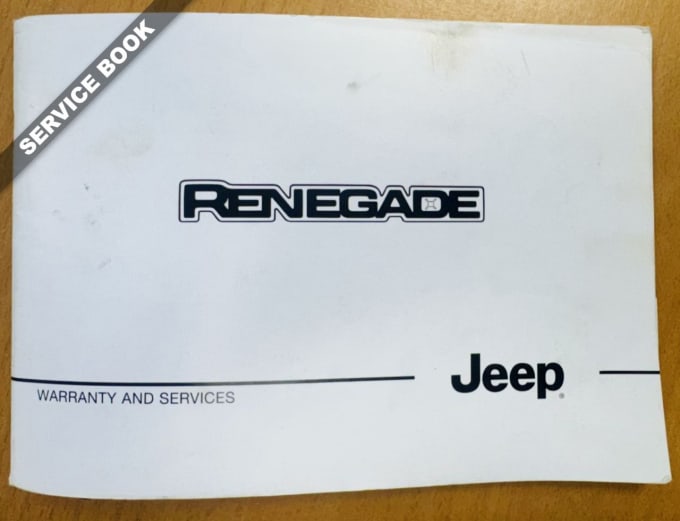 SERVICE BOOK
RENEGADE
Jeep®
WARRANTY AND SERVICES